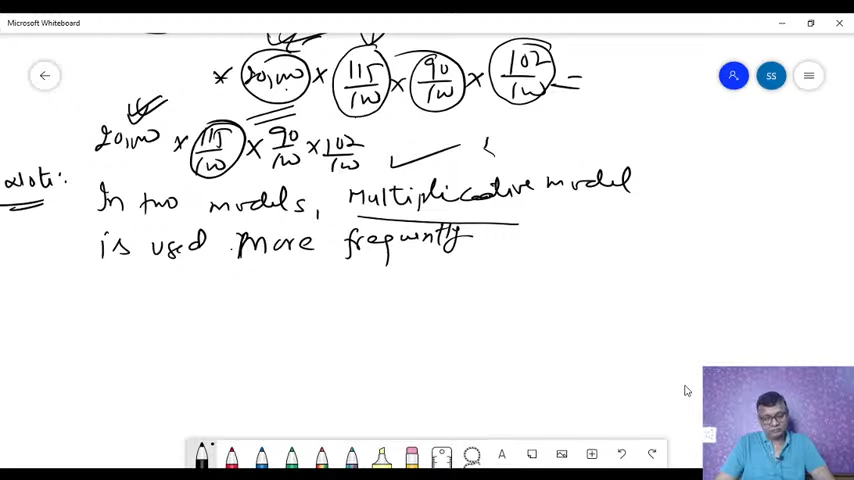 Microsoft Whiteboard
SS
* 20,000 × 115/100 × 90/100 × 102/100 =
20,000 × 115/100 × 90/100 × 102/100
Note:
In two models, Multiplicative model
is used more frequently
A